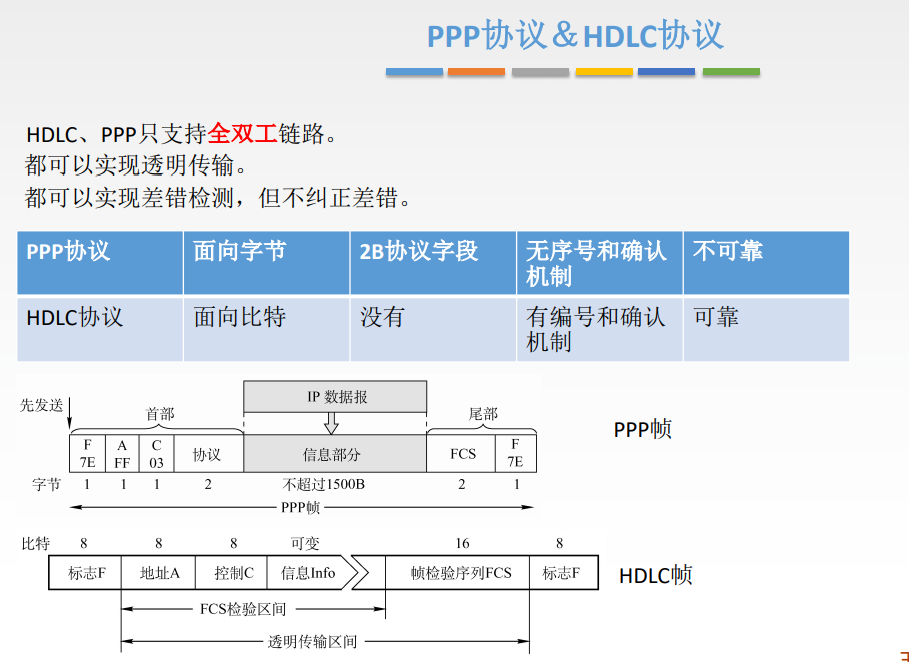 PPP协议＆HDLC协议
HDLC、PPP只支持全双工链路。
都可以实现透明传输。
都可以实现差错检测，但不纠正差错。
PPP协议 面向字节 2B协议字段 无序号和确认机制 不可靠
HDLC协议 面向比特 没有 有编号和确认机制 可靠
IP 数据报
先发送 首部 尾部
F 7E A FF C 03 协议 信息部分 FCS F 7E
PPP帧
字节 1 1 1 2 不超过1500B 2 1
PPP帧
比特 8 8 8 可变 16 8
标志F 地址A 控制C 信息Info 帧检验序列FCS 标志F
HDLC帧
FCS检验区间
透明传输区间